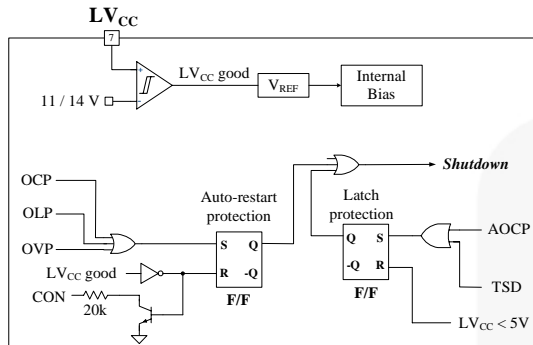 LVCC
7
+
LVCC good
VREF
Internal
Bias
11 / 14 V
−
Shutdown
OCP
Auto-restart
protection
Latch
protection
OLP
S Q
Q S
AOCP
OVP
LVCC good
R -Q
-Q R
CON
20k
F/F
F/F
TSD
LVCC < 5V